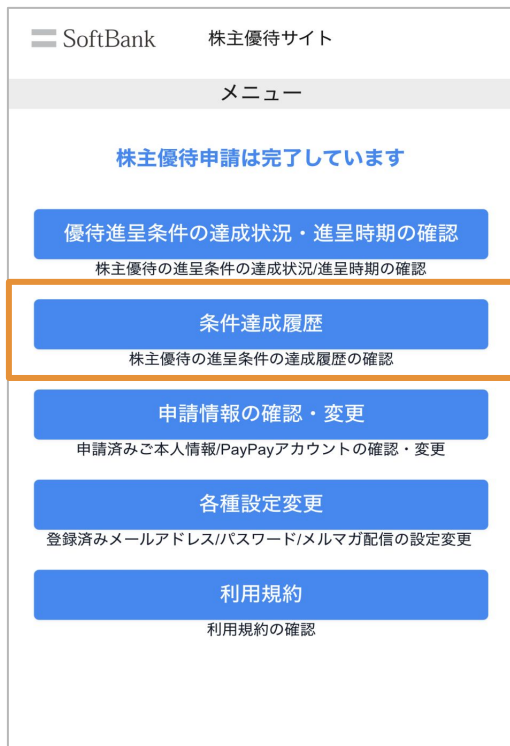 SoftBank 株主優待サイト
メニュー
株主優待申請は完了しています
優待進呈条件の達成状況・進呈時期の確認
株主優待の進呈条件の達成状況/進呈時期の確認
条件達成履歴
株主優待の進呈条件の達成履歴の確認
申請情報の確認・変更
申請済みご本人情報/PayPayアカウントの確認・変更
各種設定変更
登録済みメールアドレス/パスワード/メルマガ配信の設定変更
利用規約
利用規約の確認